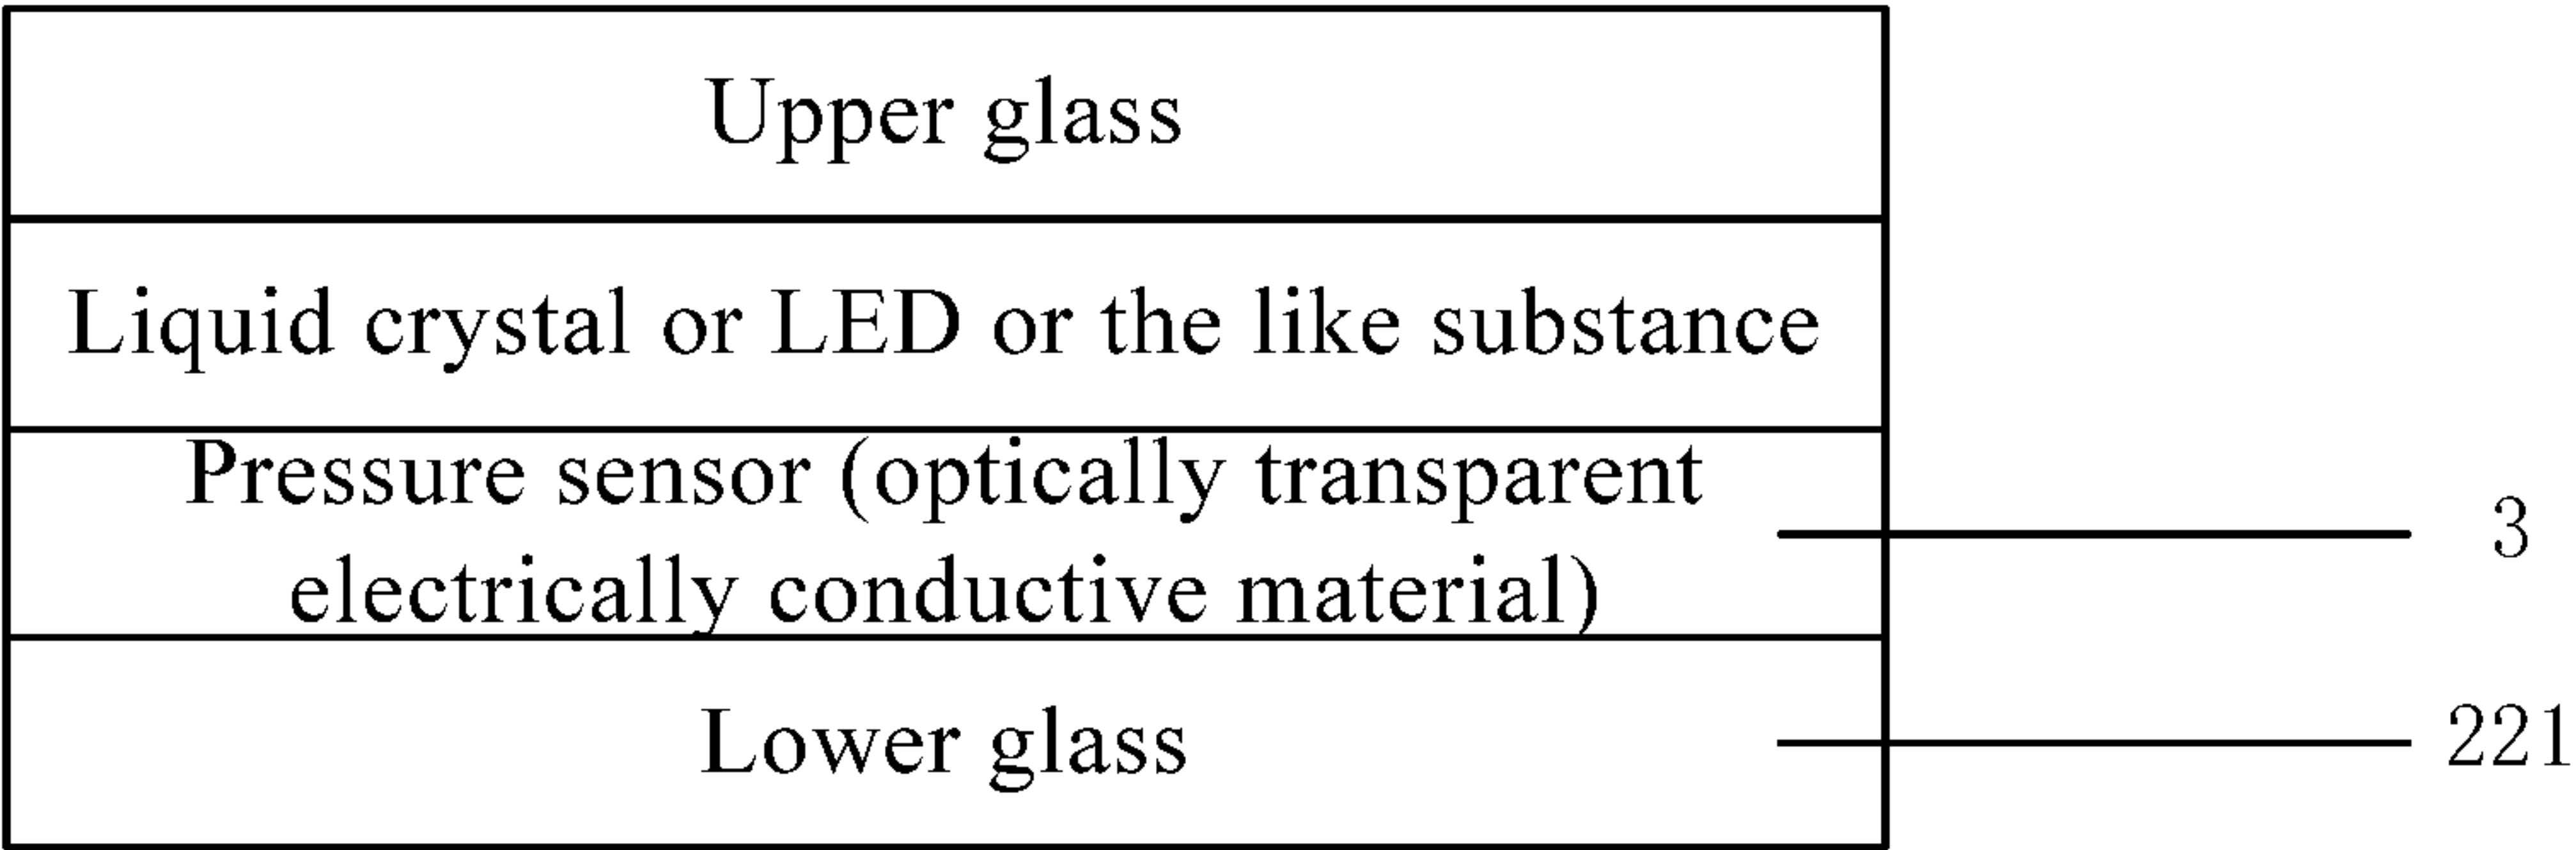 Upper glass
Liquid crystal or LED or the like substance
Pressure sensor (optically transparent
electrically conductive material)
3
Lower glass
221